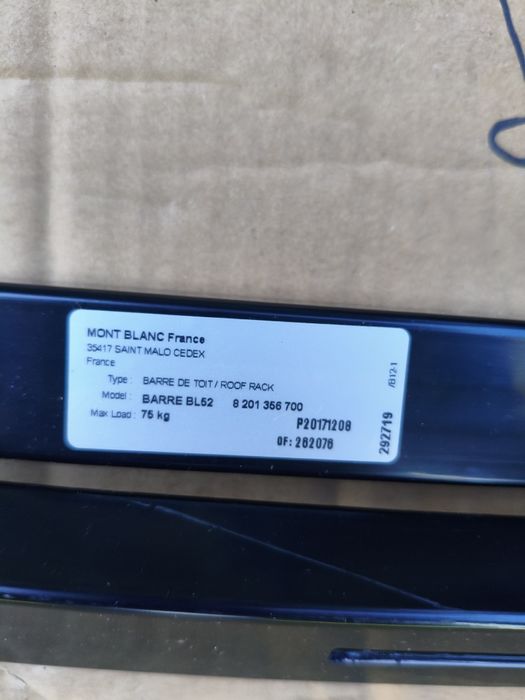 MONT BLANC France
35417 SAINT MALO CEDEX
France
Type : BARRE DE TOIT / ROOF RACK
Model : BARRE BL52 8 201 356 700
Max Load : 75 kg
P20171208
OF: 282076
292719 /B12-1